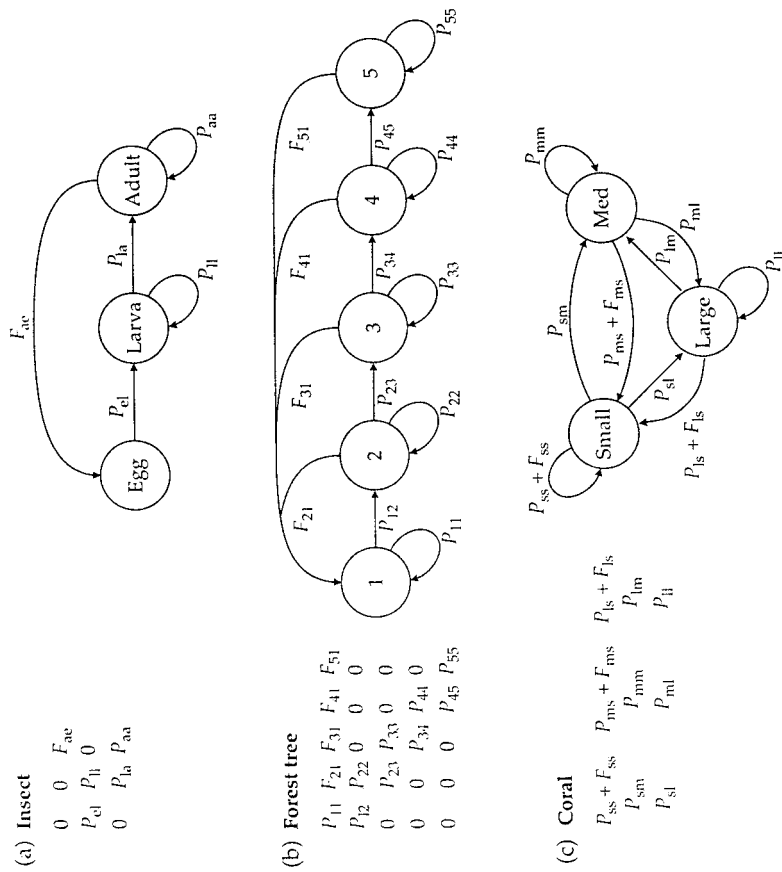 (a) Insect
0 0 F_ae
P_el P_ll 0
0 P_la P_aa
F_ae
Egg
P_el
Larva
P_la
Adult
P_ll
P_aa
(b) Forest tree
P_11 F_21 F_31 F_41 F_51
P_12 P_22 0 0 0
0 P_23 P_33 0 0
0 0 P_34 P_44 0
0 0 0 P_45 P_55
F_21
F_31
F_41
F_51
1
P_12
2
P_23
3
P_34
4
P_45
5
P_11
P_22
P_33
P_44
P_55
(c) Coral
P_ss + F_ss P_ms + F_ms P_ls + F_ls
P_sm P_mm P_lm
P_sl P_ml P_ll
P_ss + F_ss
Small
P_sm
P_ms + F_ms
Med
P_mm
P_sl
P_lm
P_ml
P_ls + F_ls
Large
P_ll